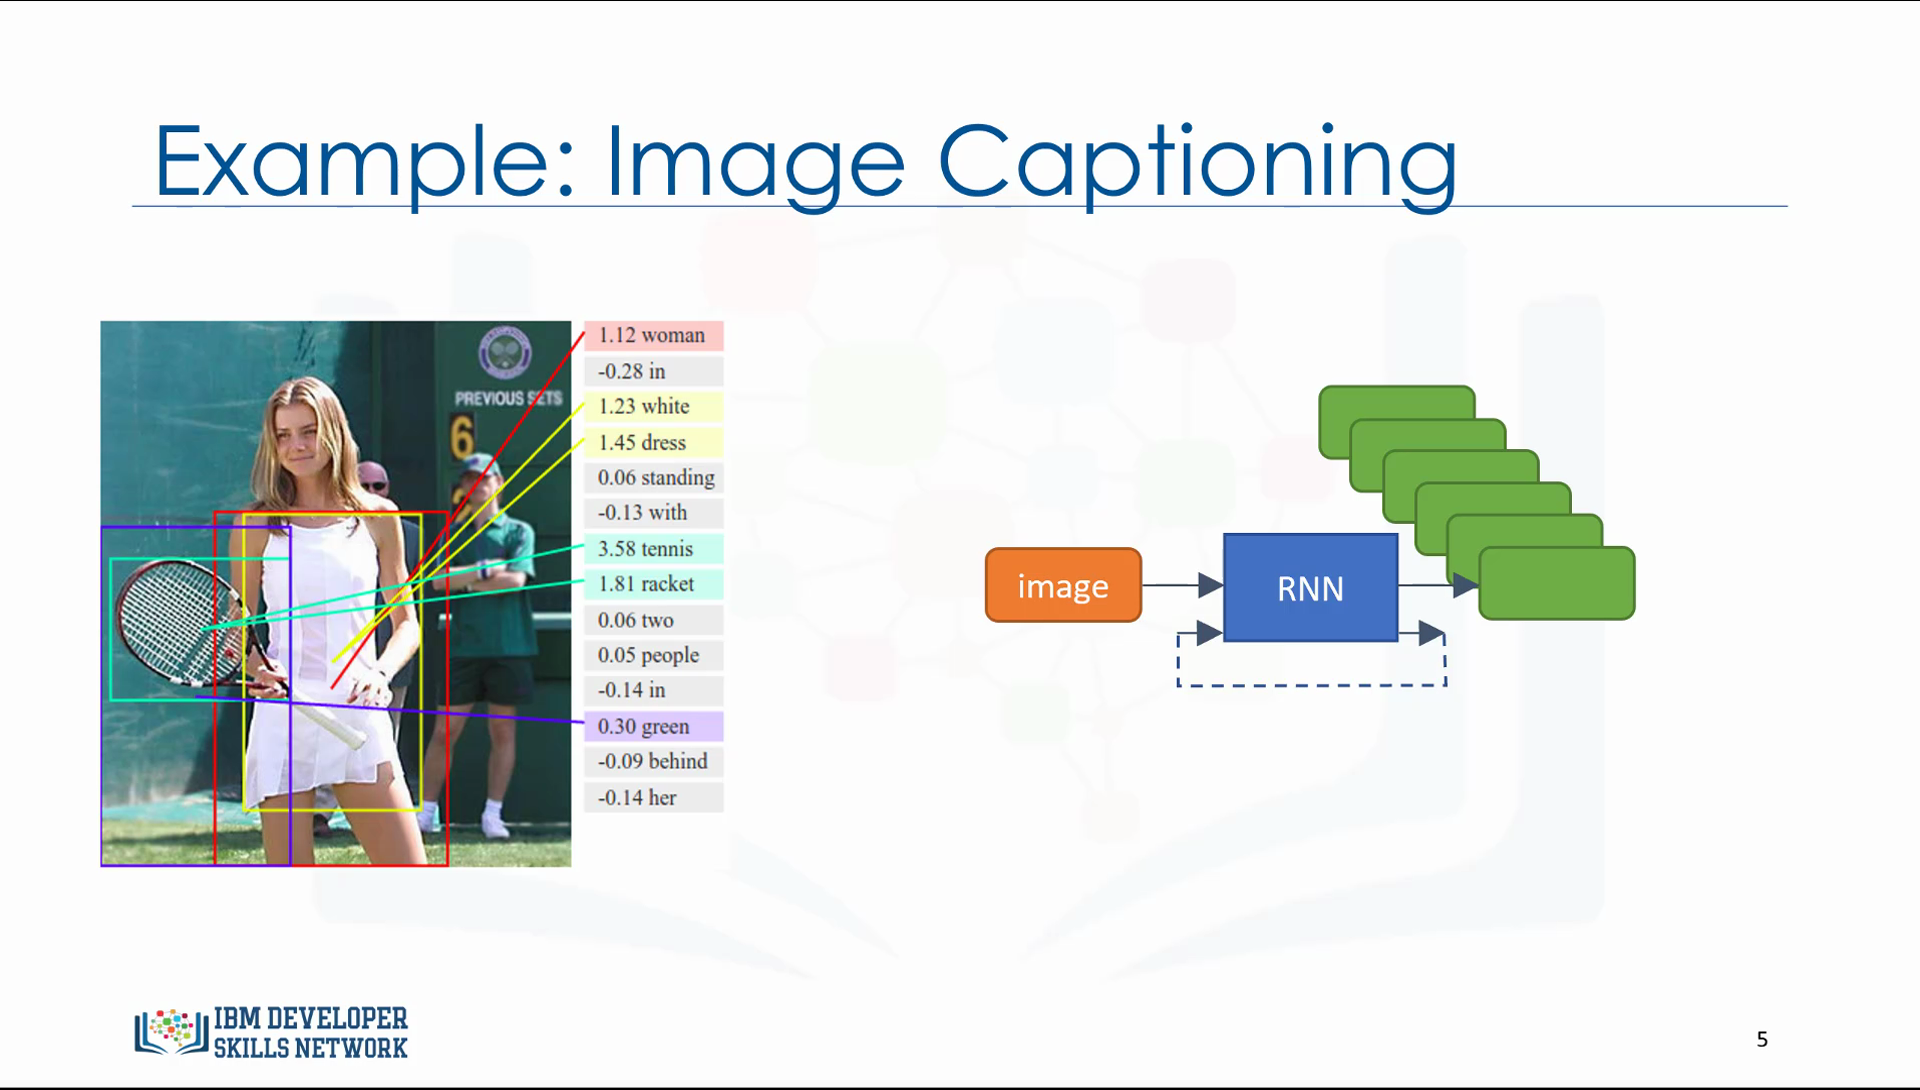 Example: Image Captioning
PREVIOUS SETS
6
1.12 woman
-0.28 in
1.23 white
1.45 dress
0.06 standing
-0.13 with
3.58 tennis
1.81 racket
0.06 two
0.05 people
-0.14 in
0.30 green
-0.09 behind
-0.14 her
image
RNN
IBM DEVELOPER
SKILLS NETWORK
5